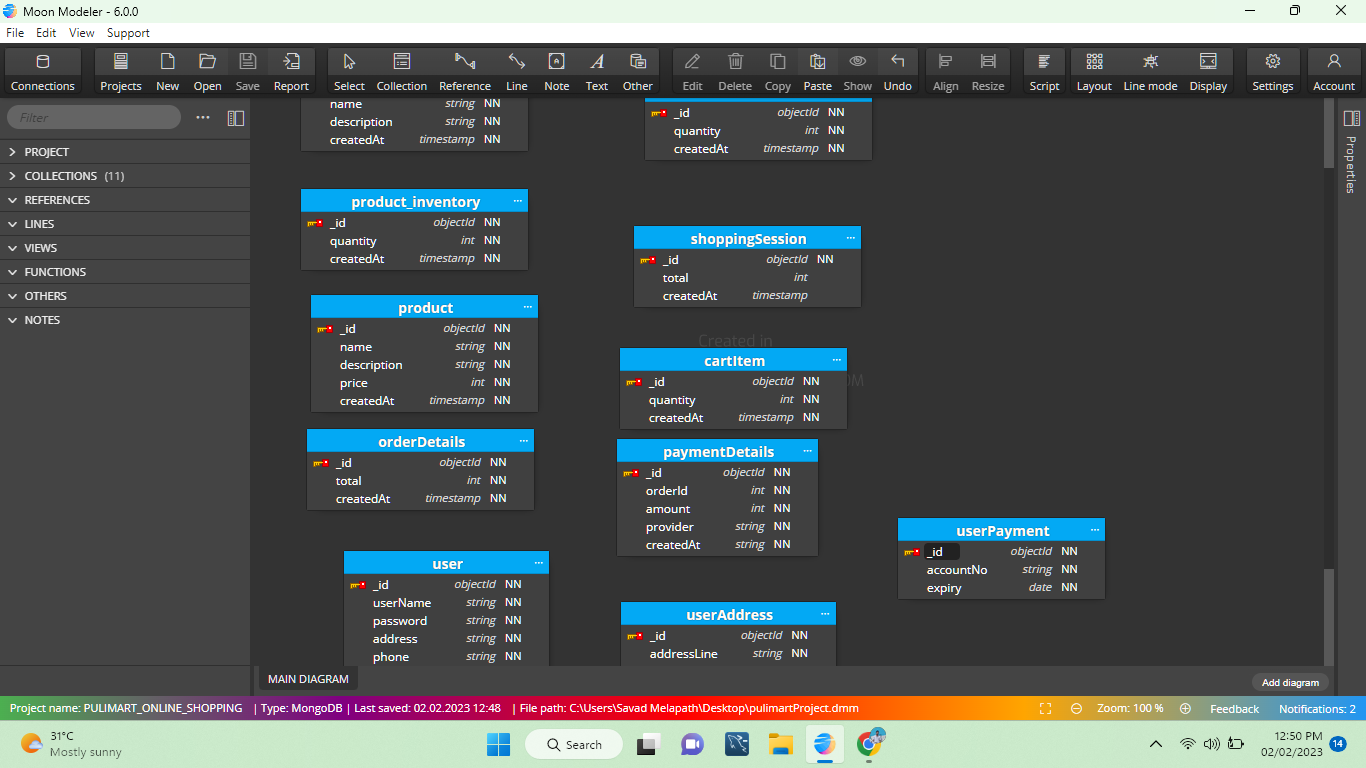 Moon Modeler - 6.0.0
File Edit View Support
Connections Projects New Open Save Report Select Collection Reference Line Note Text Other Edit Delete Copy Paste Show Undo Align Resize Script Layout Line mode Display Settings Account
Filter
PROJECT
COLLECTIONS (11)
REFERENCES
LINES
VIEWS
FUNCTIONS
OTHERS
NOTES
name string NN
description string NN
createdAt timestamp NN
_id objectId NN
quantity int NN
createdAt timestamp NN
product_inventory ...
_id objectId NN
quantity int NN
createdAt timestamp NN
shoppingSession ...
_id objectId NN
total int
createdAt timestamp
product ...
_id objectId NN
name string NN
description string NN
price int NN
createdAt timestamp NN
Created in
OM
cartItem ...
_id objectId NN
quantity int NN
createdAt timestamp NN
orderDetails ...
_id objectId NN
total int NN
createdAt timestamp NN
paymentDetails ...
_id objectId NN
orderId int NN
amount int NN
provider string NN
createdAt string NN
userPayment ...
_id objectId NN
accountNo string NN
expiry date NN
user ...
_id objectId NN
userName string NN
password string NN
address string NN
phone string NN
userAddress ...
_id objectId NN
addressLine string NN
Properties
MAIN DIAGRAM
Add diagram
Project name: PULIMART_ONLINE_SHOPPING | Type: MongoDB | Last saved: 02.02.2023 12:48 | File path: C:\Users\Savad Melapath\Desktop\pulimartProject.dmm Zoom: 100 % Feedback Notifications: 2
31°C
Mostly sunny
Search
12:50 PM
02/02/2023
14